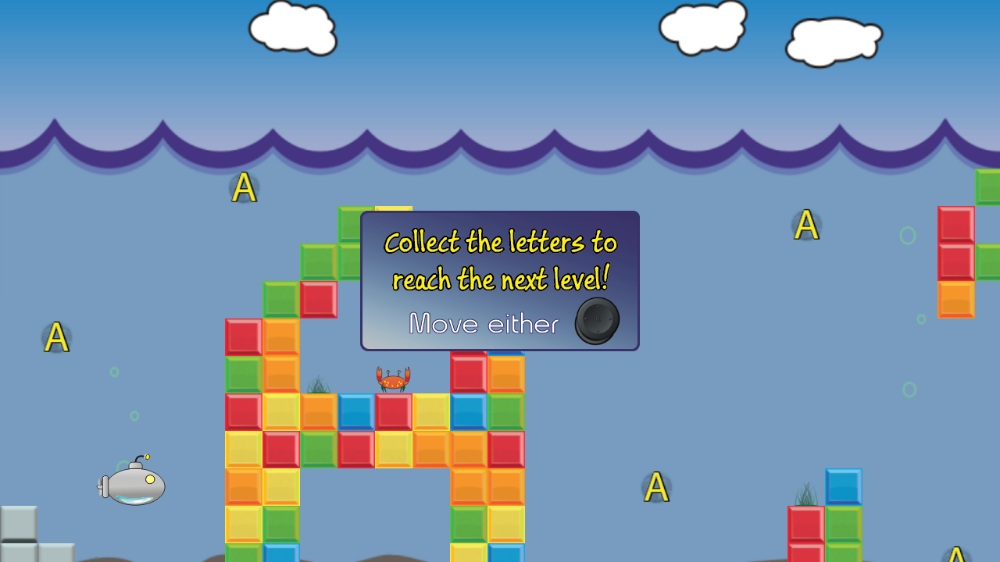 A
A
Collect the letters to
reach the next level!
Move either
A
A
A